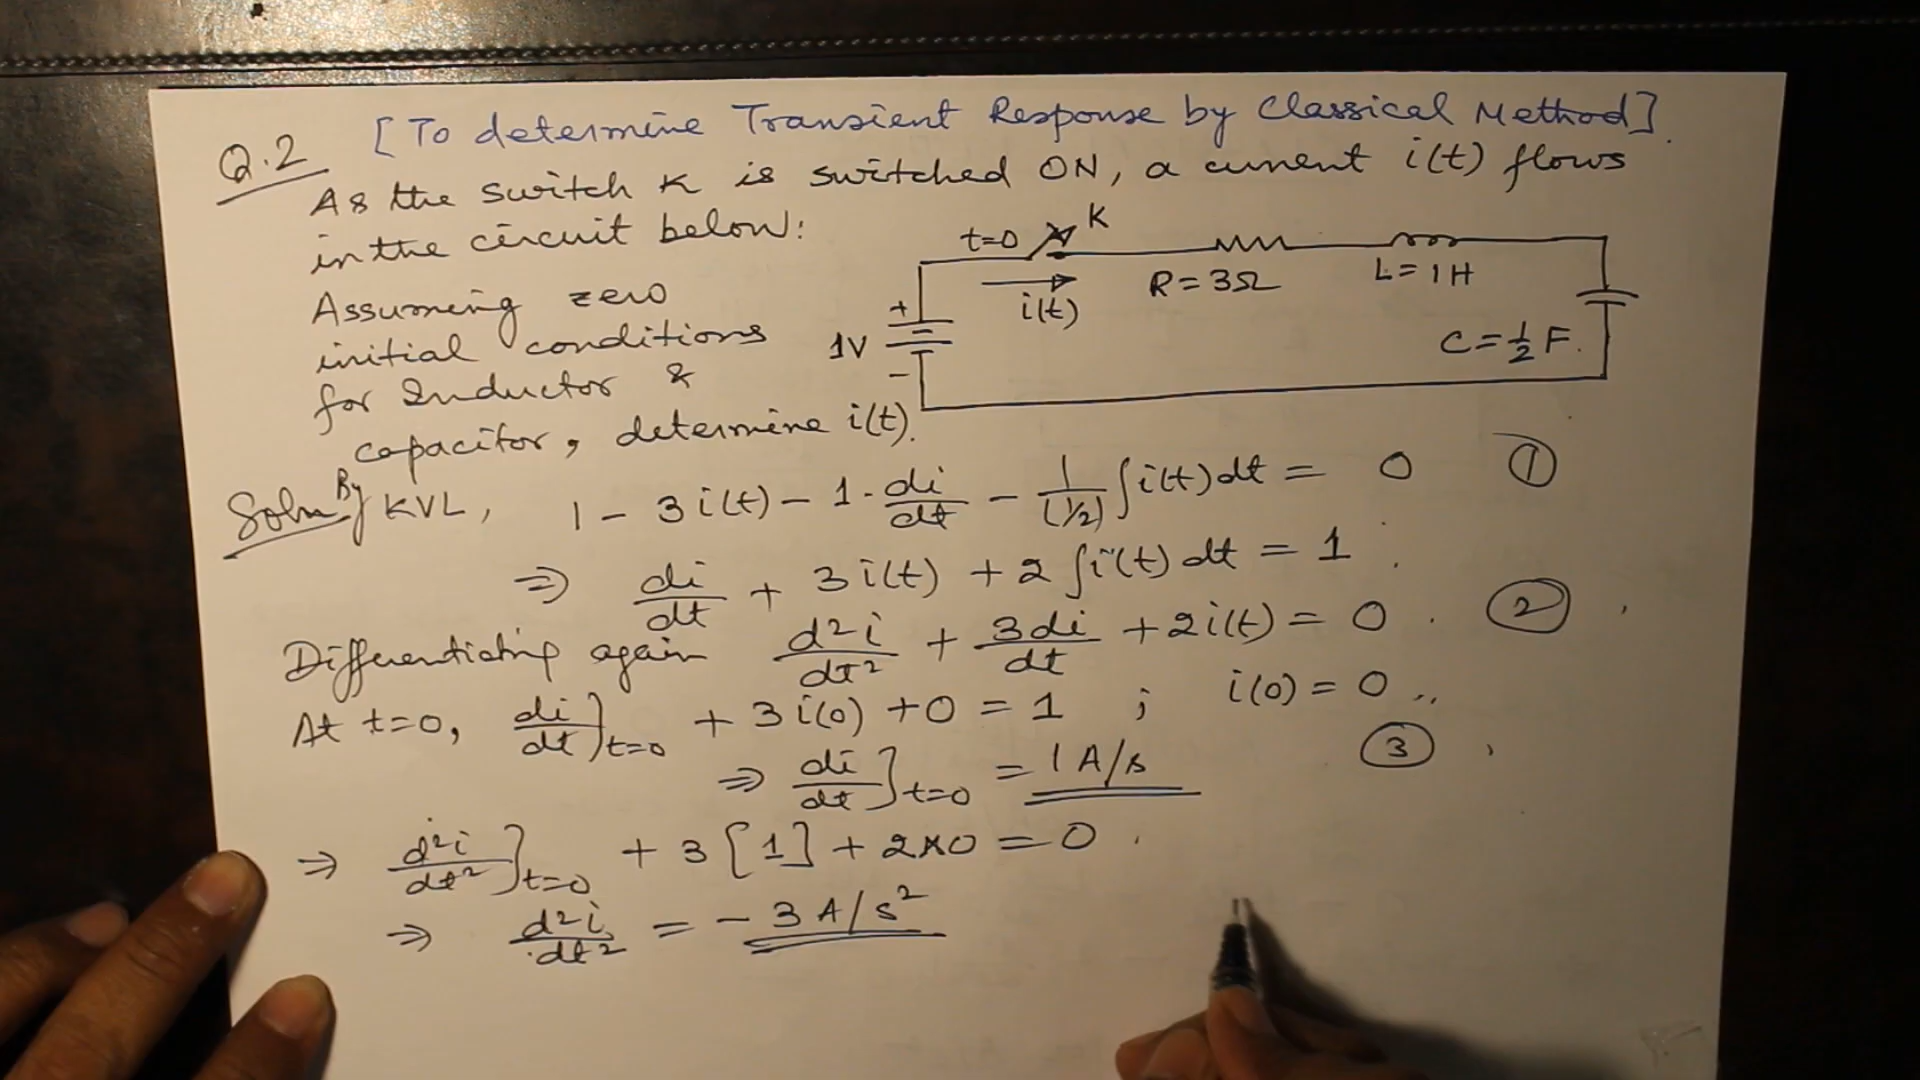 Q.2 [To determine Transient Response by Classical Method].
As the switch K is switched ON, a current i(t) flows
in the circuit below:
Assuming zero
initial conditions
for Inductor &
capacitor, determine i(t).
t=0 K
i(t)
R=3Ω
L=1H
1V
+
-
C=½F.
Soln By KVL, 1 - 3i(t) - 1·di/dt - 1/(1/2) ∫i(t)dt = 0 ①
⇒ di/dt + 3i(t) + 2∫i(t)dt = 1
Differentiating again d²i/dt² + 3di/dt + 2i(t) = 0. ②
At t=0, di/dt]t=0 + 3i(0) + 0 = 1 ; i(0) = 0
⇒ di/dt]t=0 = 1 A/s ③
⇒ d²i/dt²]t=0 + 3[1] + 2×0 = 0.
⇒ d²i/dt² = -3 A/s²